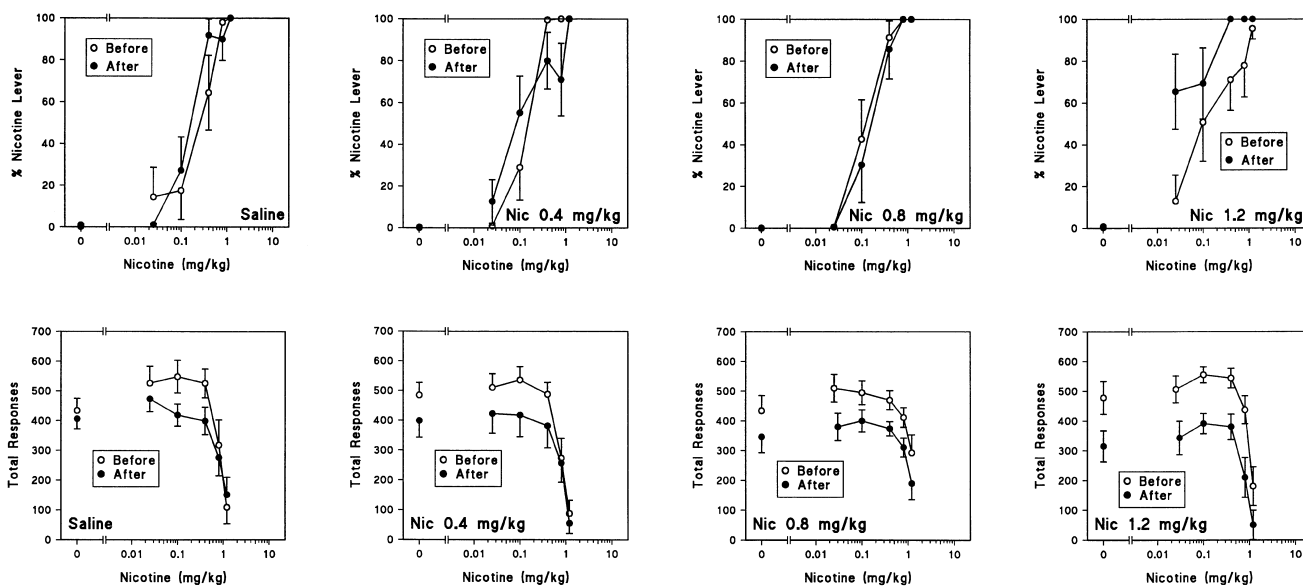 100
80
60
40
20
0
% Nicotine Lever
Before
After
Saline
0 0.01 0.1 1 10
Nicotine (mg/kg)
100
80
60
40
20
0
% Nicotine Lever
Before
After
Nic 0.4 mg/kg
0 0.01 0.1 1 10
Nicotine (mg/kg)
100
80
60
40
20
0
% Nicotine Lever
Before
After
Nic 0.8 mg/kg
0 0.01 0.1 1 10
Nicotine (mg/kg)
100
80
60
40
20
0
% Nicotine Lever
Before
After
Nic 1.2 mg/kg
0 0.01 0.1 1 10
Nicotine (mg/kg)
700
600
500
400
300
200
100
0
Total Responses
Before
After
Saline
0 0.01 0.1 1 10
Nicotine (mg/kg)
700
600
500
400
300
200
100
0
Total Responses
Before
After
Nic 0.4 mg/kg
0 0.01 0.1 1 10
Nicotine (mg/kg)
700
600
500
400
300
200
100
0
Total Responses
Before
After
Nic 0.8 mg/kg
0 0.01 0.1 1 10
Nicotine (mg/kg)
700
600
500
400
300
200
100
0
Total Responses
Before
After
Nic 1.2 mg/kg
0 0.01 0.1 1 10
Nicotine (mg/kg)